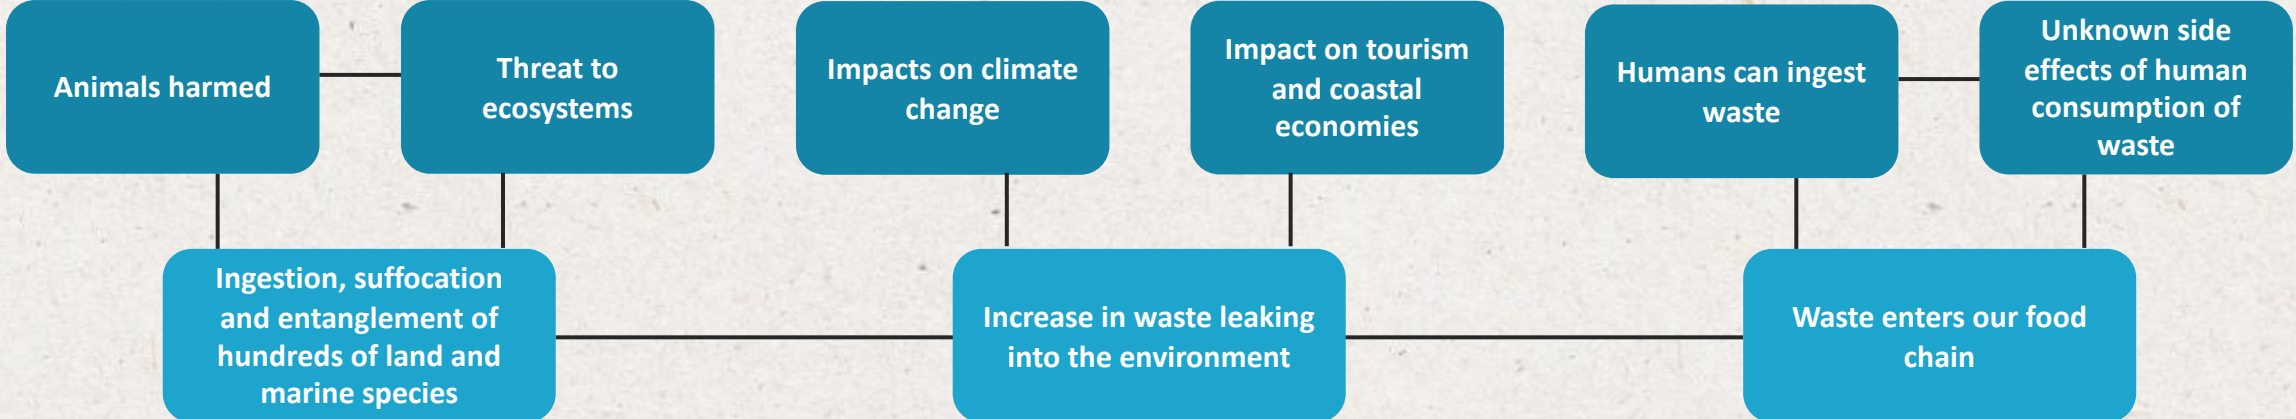 Animals harmed
Threat to
ecosystems
Impacts on climate
change
Impact on tourism
and coastal
economies
Humans can ingest
waste
Unknown side
effects of human
consumption of
waste
Ingestion, suffocation
and entanglement of
hundreds of land and
marine species
Increase in waste leaking
into the environment
Waste enters our food
chain